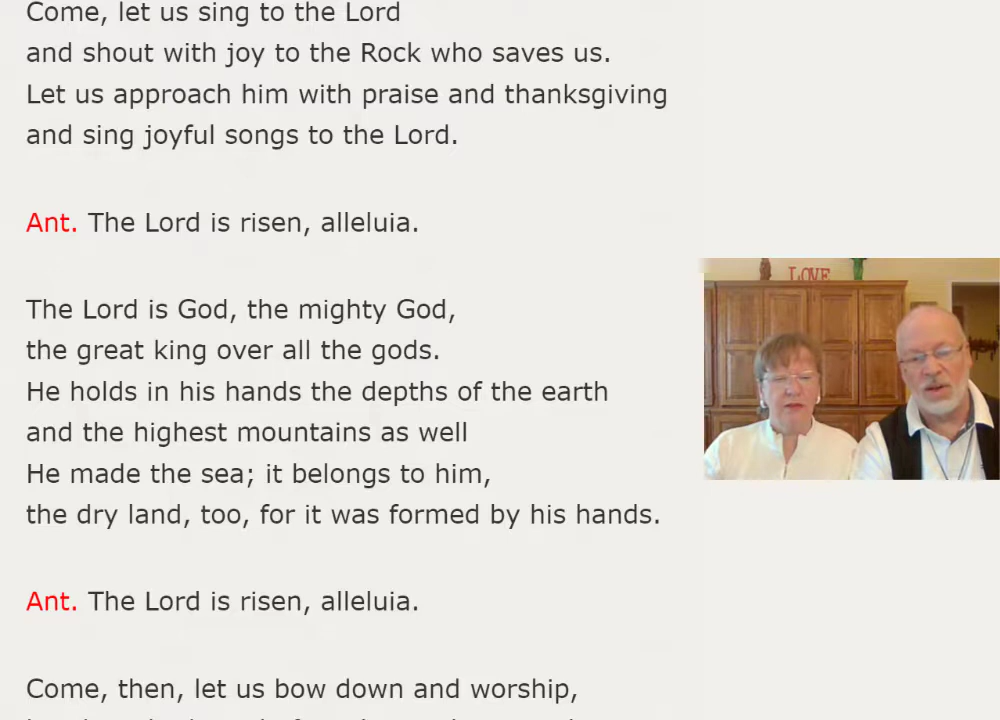 Come, let us sing to the Lord
and shout with joy to the Rock who saves us.
Let us approach him with praise and thanksgiving
and sing joyful songs to the Lord.
Ant. The Lord is risen, alleluia.
The Lord is God, the mighty God,
the great king over all the gods.
He holds in his hands the depths of the earth
and the highest mountains as well
He made the sea; it belongs to him,
the dry land, too, for it was formed by his hands.
Ant. The Lord is risen, alleluia.
Come, then, let us bow down and worship,
LOVE